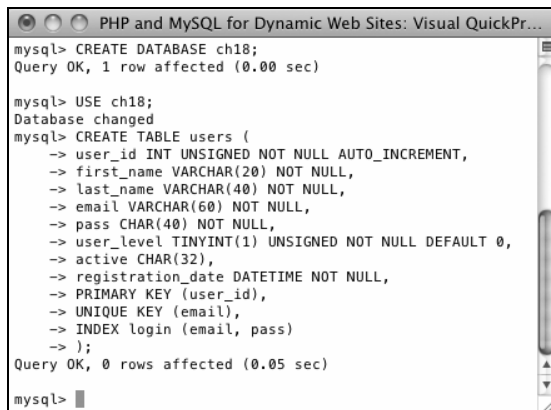 PHP and MySQL for Dynamic Web Sites: Visual QuickPr...
mysql> CREATE DATABASE ch18;
Query OK, 1 row affected (0.00 sec)
mysql> USE ch18;
Database changed
mysql> CREATE TABLE users (
-> user_id INT UNSIGNED NOT NULL AUTO_INCREMENT,
-> first_name VARCHAR(20) NOT NULL,
-> last_name VARCHAR(40) NOT NULL,
-> email VARCHAR(60) NOT NULL,
-> pass CHAR(40) NOT NULL,
-> user_level TINYINT(1) UNSIGNED NOT NULL DEFAULT 0,
-> active CHAR(32),
-> registration_date DATETIME NOT NULL,
-> PRIMARY KEY (user_id),
-> UNIQUE KEY (email),
-> INDEX login (email, pass)
-> );
Query OK, 0 rows affected (0.05 sec)
mysql>